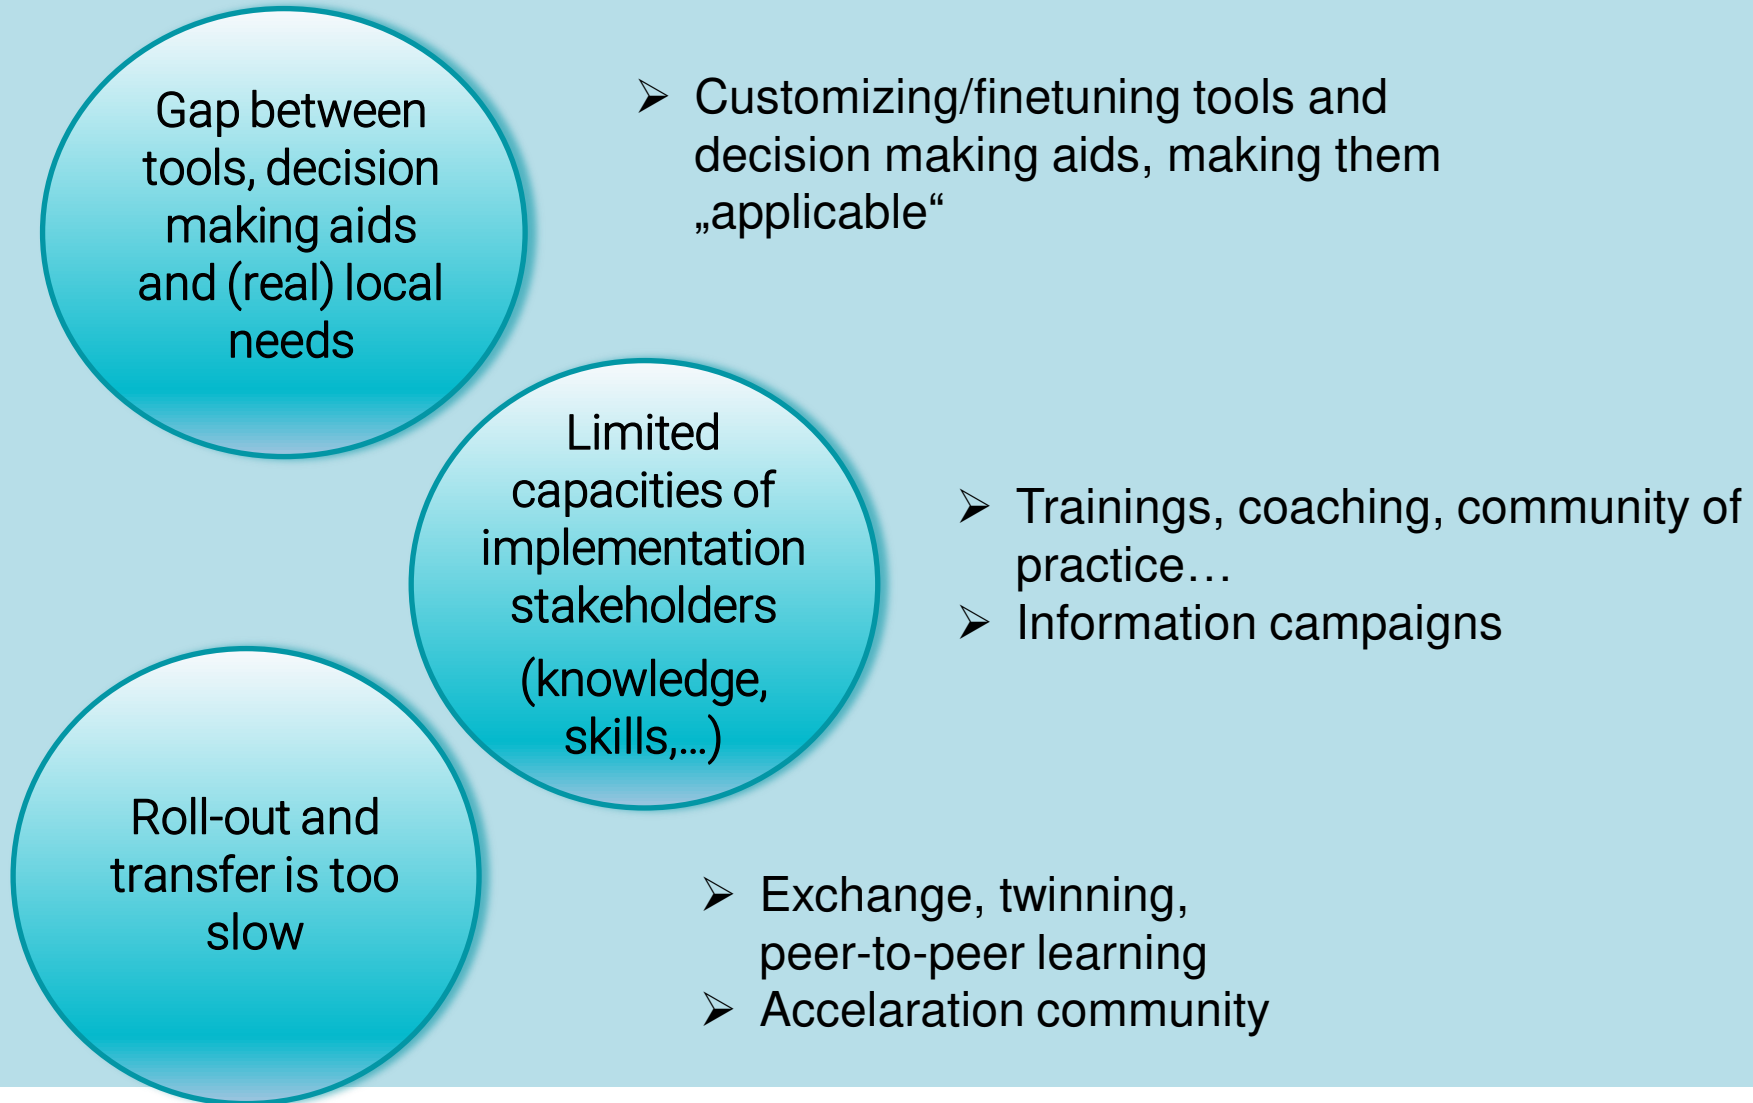 Gap between
tools, decision
making aids
and (real) local
needs
➢ Customizing/finetuning tools and
decision making aids, making them
„applicable“
Limited
capacities of
implementation
stakeholders
(knowledge,
skills,...)
➢ Trainings, coaching, community of
practice…
➢ Information campaigns
Roll-out and
transfer is too
slow
➢ Exchange, twinning,
peer-to-peer learning
➢ Accelaration community